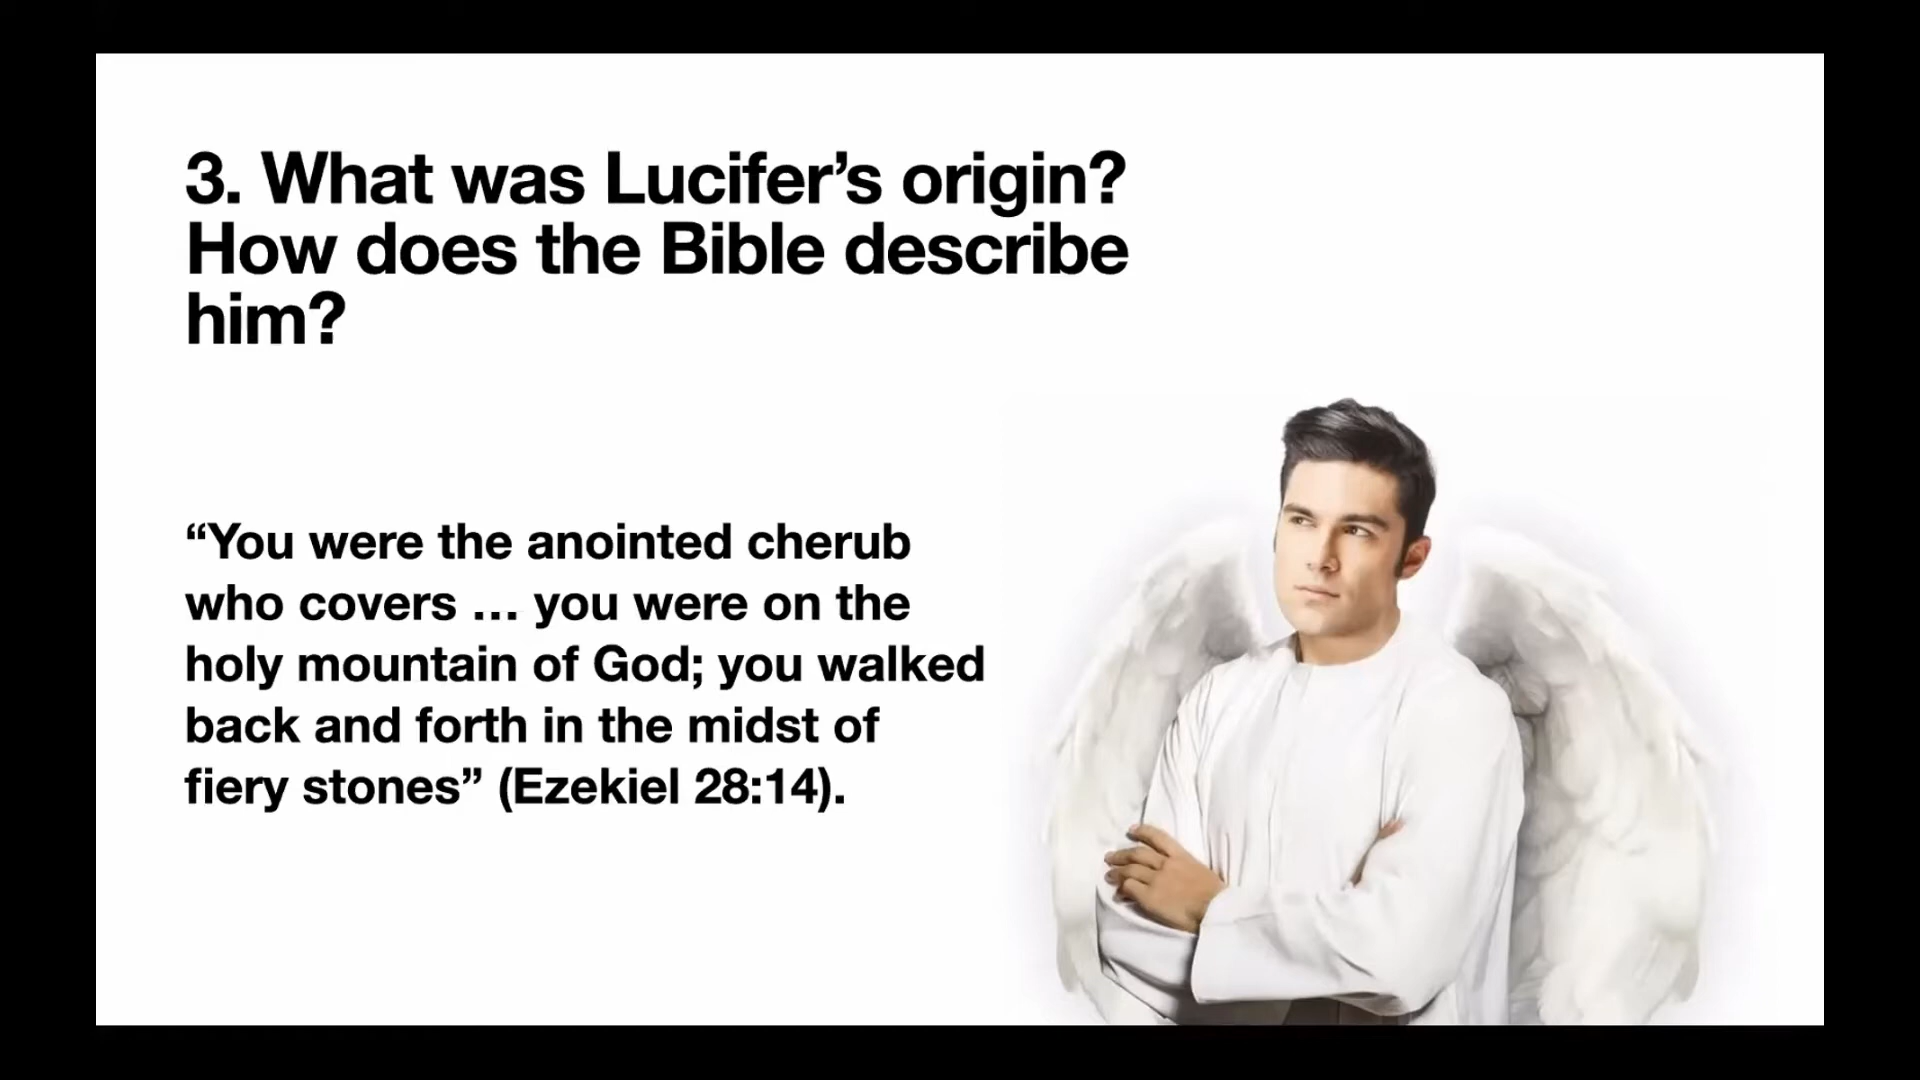 3. What was Lucifer’s origin?
How does the Bible describe
him?
“You were the anointed cherub
who covers … you were on the
holy mountain of God; you walked
back and forth in the midst of
fiery stones” (Ezekiel 28:14).